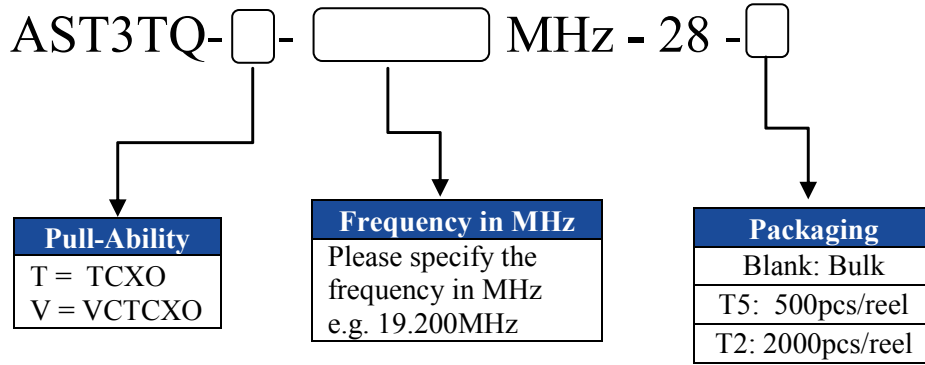 AST3TQ- - MHz - 28 -
Pull-Ability
T = TCXO
V = VCTCXO
Frequency in MHz
Please specify the
frequency in MHz
e.g. 19.200MHz
Packaging
Blank: Bulk
T5: 500pcs/reel
T2: 2000pcs/reel